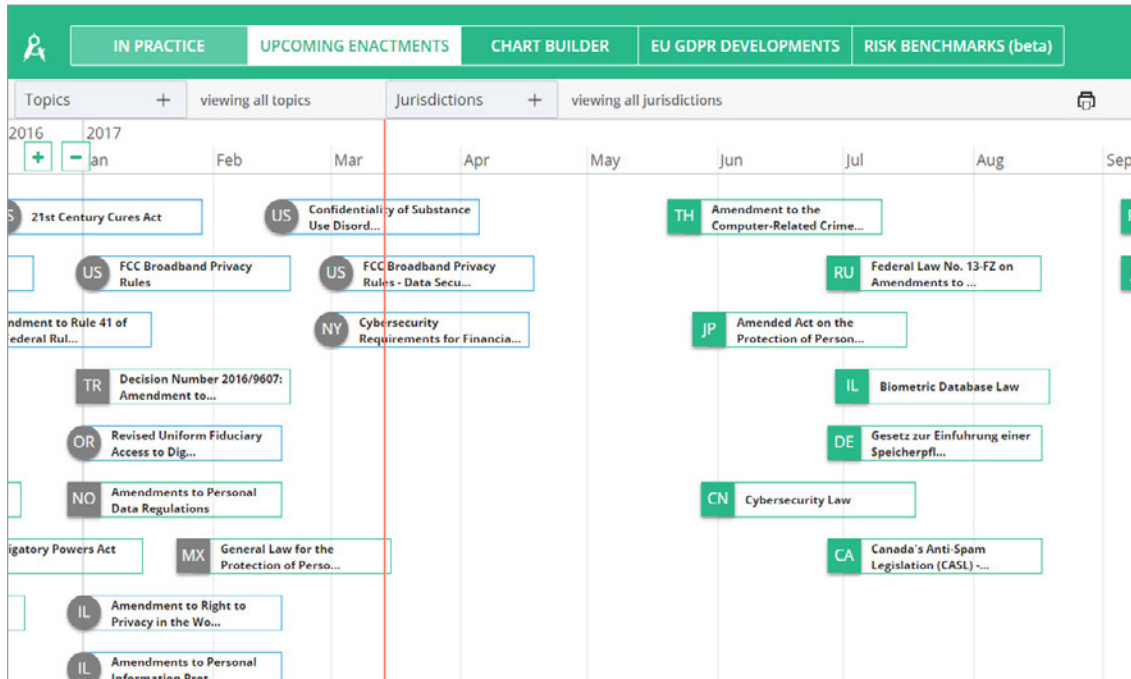 IN PRACTICE
UPCOMING ENACTMENTS
CHART BUILDER
EU GDPR DEVELOPMENTS
RISK BENCHMARKS (beta)
Topics +
viewing all topics
Jurisdictions +
viewing all jurisdictions
2016 2017
+ − an Feb Mar Apr May Jun Jul Aug Sep
S 21st Century Cures Act
US Confidentiality of Substance
Use Disord...
TH Amendment to the
Computer-Related Crime...
US FCC Broadband Privacy
Rules
US FCC Broadband Privacy
Rules - Data Secu...
RU Federal Law No. 13-FZ on
Amendments to ...
ndment to Rule 41 of
ederal Rul...
NY Cybersecurity
Requirements for Financia...
JP Amended Act on the
Protection of Person...
TR Decision Number 2016/9607:
Amendment to...
IL Biometric Database Law
OR Revised Uniform Fiduciary
Access to Dig...
DE Gesetz zur Einfuhrung einer
Speicherpfl...
NO Amendments to Personal
Data Regulations
CN Cybersecurity Law
igatory Powers Act
MX General Law for the
Protection of Perso...
CA Canada's Anti-Spam
Legislation (CASL) -...
IL Amendment to Right to
Privacy in the Wo...
IL Amendments to Personal
Information Prot...